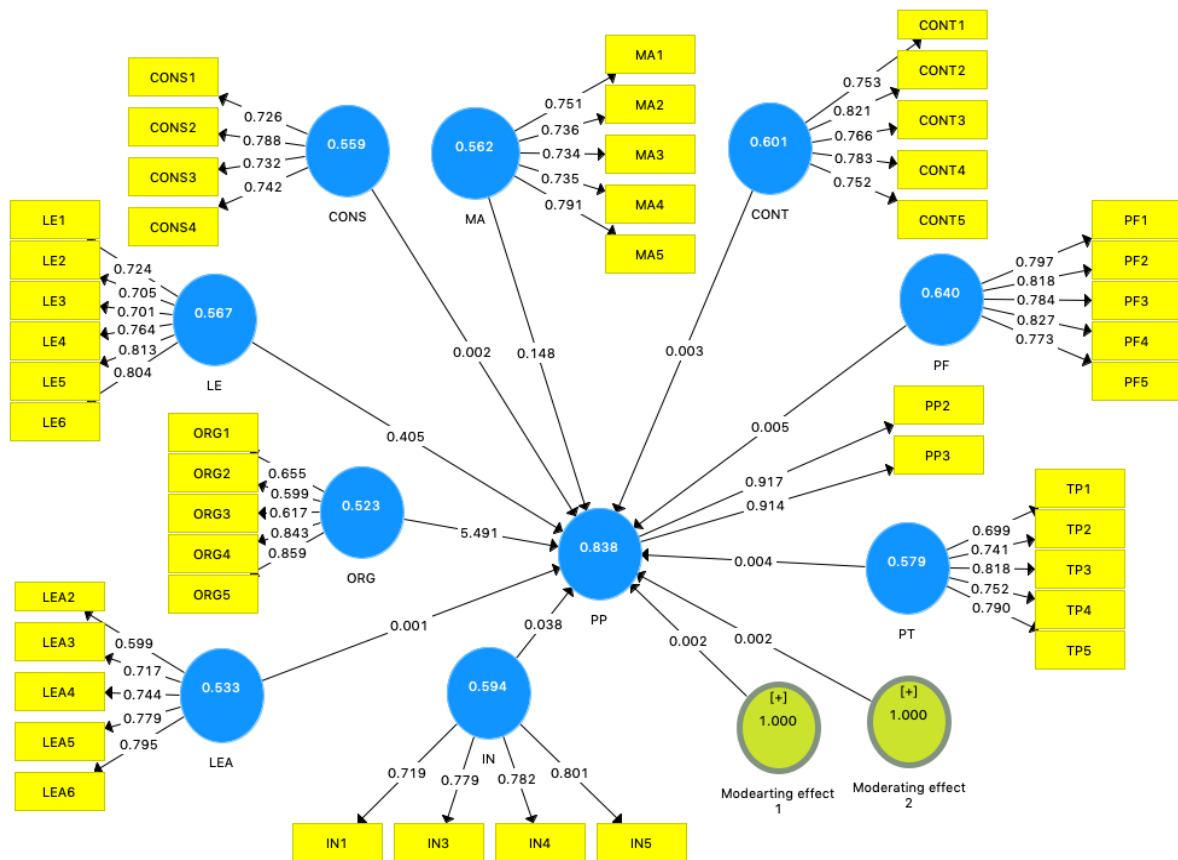 CONS1
CONS2
CONS3
CONS4
0.726
0.788
0.732
0.742
0.559
CONS
MA1
MA2
MA3
MA4
MA5
0.751
0.736
0.734
0.735
0.791
0.562
MA
CONT1
CONT2
CONT3
CONT4
CONT5
0.753
0.821
0.766
0.783
0.752
0.601
CONT
LE1
LE2
LE3
LE4
LE5
LE6
0.724
0.705
0.701
0.764
0.813
0.804
0.567
LE
PF1
PF2
PF3
PF4
PF5
0.797
0.818
0.784
0.827
0.773
0.640
PF
0.002
0.148
0.003
0.405
0.005
ORG1
ORG2
ORG3
ORG4
ORG5
0.655
0.599
0.617
0.843
0.859
0.523
ORG
5.491
PP2
PP3
0.917
0.914
0.838
PP
TP1
TP2
TP3
TP4
TP5
0.699
0.741
0.818
0.752
0.790
0.579
PT
0.004
LEA2
LEA3
LEA4
LEA5
LEA6
0.599
0.717
0.744
0.779
0.795
0.533
LEA
0.001
0.038
0.594
IN
0.719
0.779
0.782
0.801
IN1
IN3
IN4
IN5
0.002
0.002
[+]
1.000
Modearting effect
1
[+]
1.000
Moderating effect
2